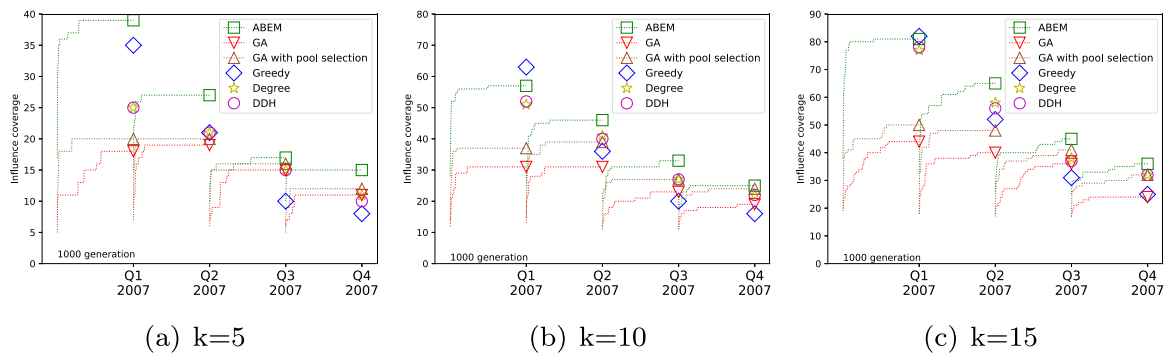 40
35
30
25
20
15
10
5
0
Influence coverage
ABEM
GA
GA with pool selection
Greedy
Degree
DDH
1000 generation
Q1 2007
Q2 2007
Q3 2007
Q4 2007
(a) k=5
80
70
60
50
40
30
20
10
0
Influence coverage
ABEM
GA
GA with pool selection
Greedy
Degree
DDH
1000 generation
Q1 2007
Q2 2007
Q3 2007
Q4 2007
(b) k=10
90
80
70
60
50
40
30
20
10
0
Influence coverage
ABEM
GA
GA with pool selection
Greedy
Degree
DDH
1000 generation
Q1 2007
Q2 2007
Q3 2007
Q4 2007
(c) k=15